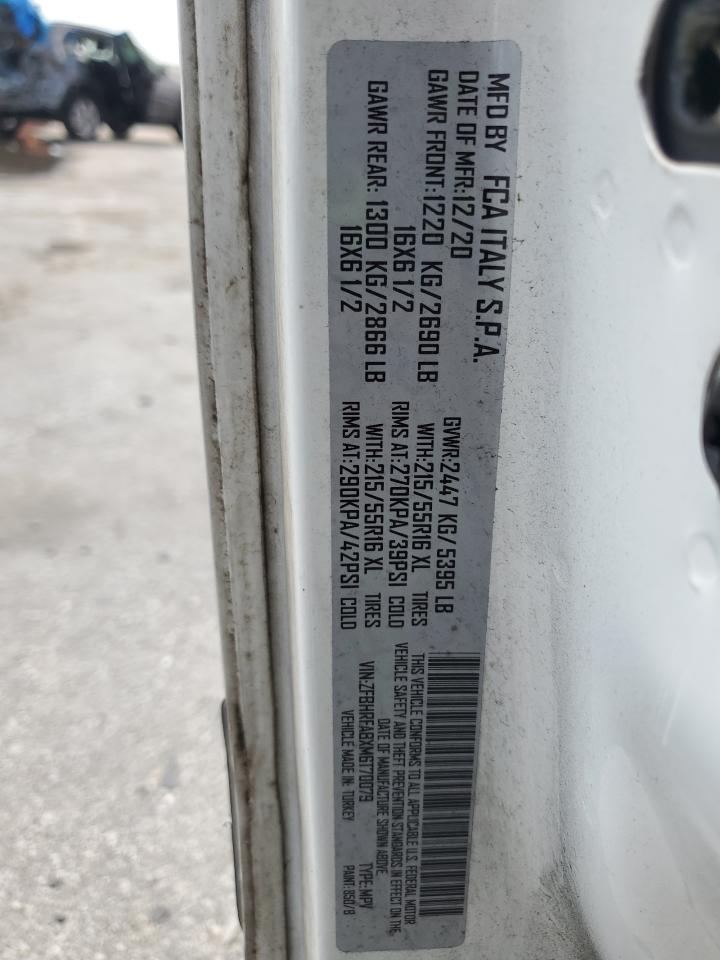 MFD BY FCA ITALY S.P.A.
DATE OF MFR:12/20 GVWR:2447 KG/5395 LB
GAWR FRONT:1220 KG/2690 LB WITH:215/55R16 XL TIRES
16X6 1/2 RIMS AT:270KPA/39PSI COLD
GAWR REAR: 1300 KG/2866 LB WITH:215/55R16 XL TIRES
16X6 1/2 RIMS AT:290KPA/42PSI COLD
THIS VEHICLE CONFORMS TO ALL APPLICABLE U.S. FEDERAL MOTOR
VEHICLE SAFETY AND THEFT PREVENTION STANDARDS IN EFFECT ON THE
DATE OF MANUFACTURE SHOWN ABOVE.
VIN:ZFBHRFABXM6T70079 TYPE:MPV
VEHICLE MADE IN: TURKEY PAINT:950/B